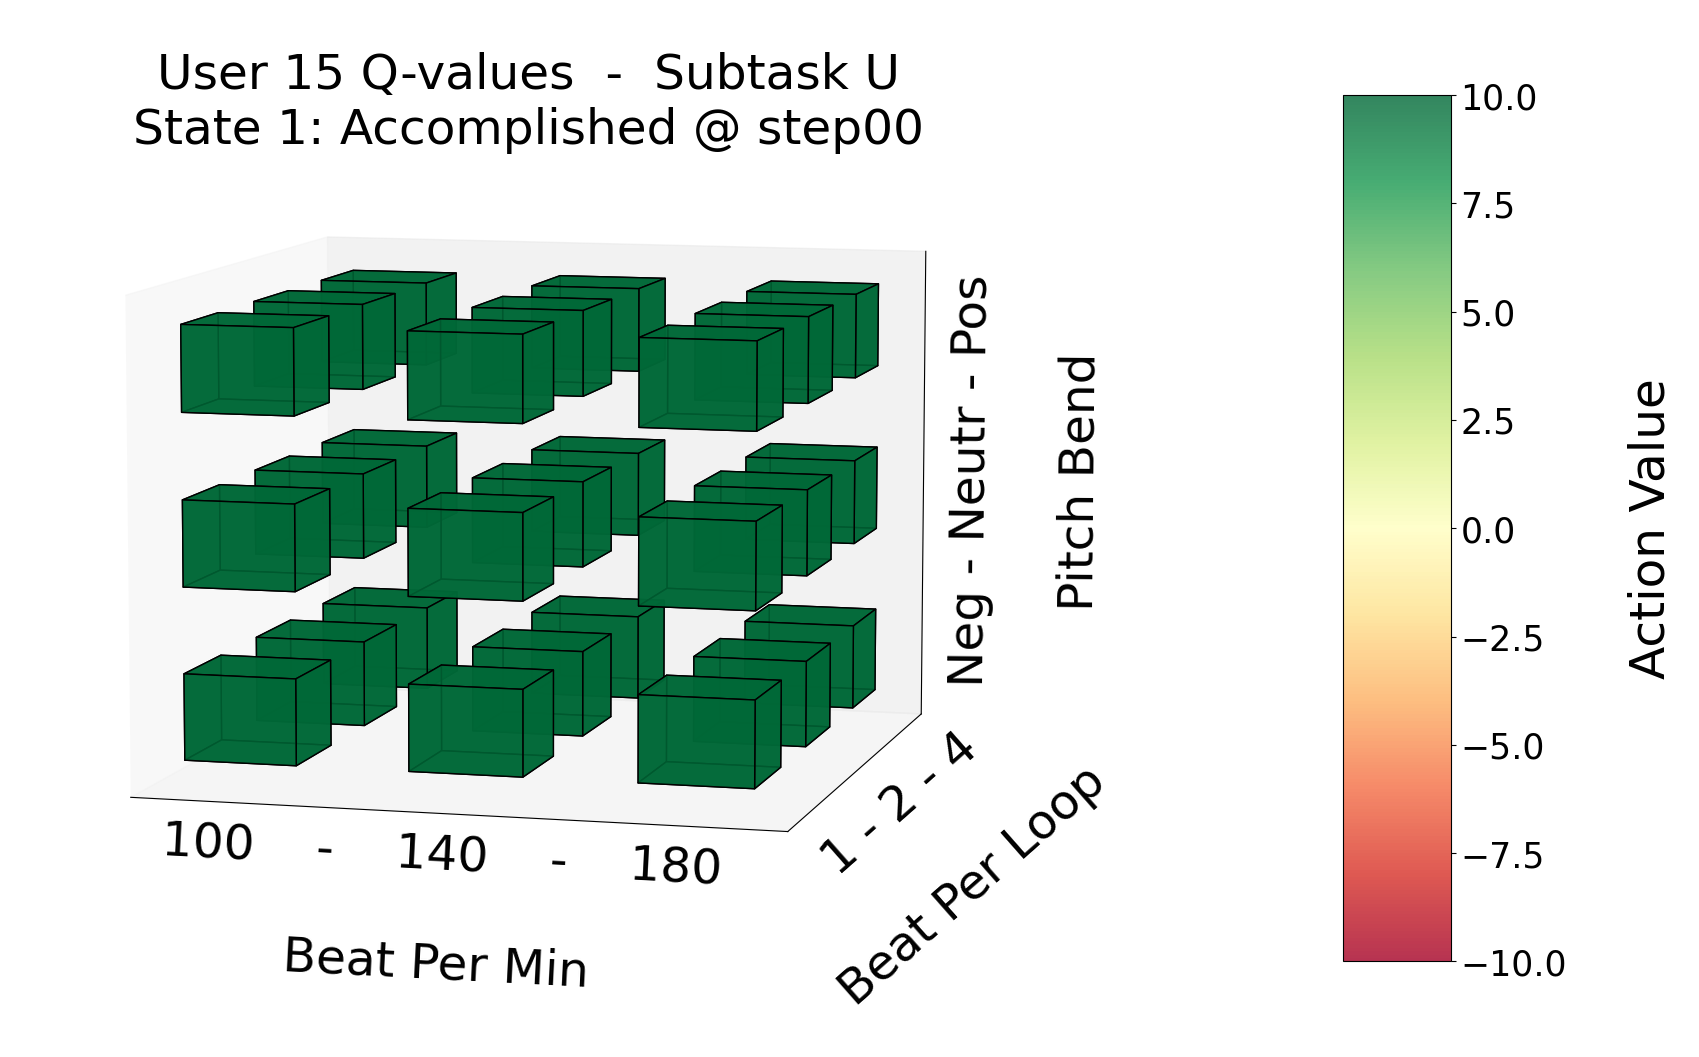 User 15 Q-values - Subtask U
State 1: Accomplished @ step00
Neg - Neutr - Pos
Pitch Bend
1 - 2 - 4
Beat Per Loop
100 - 140 - 180
Beat Per Min
10.0
7.5
5.0
2.5
0.0
−2.5
−5.0
−7.5
−10.0
Action Value